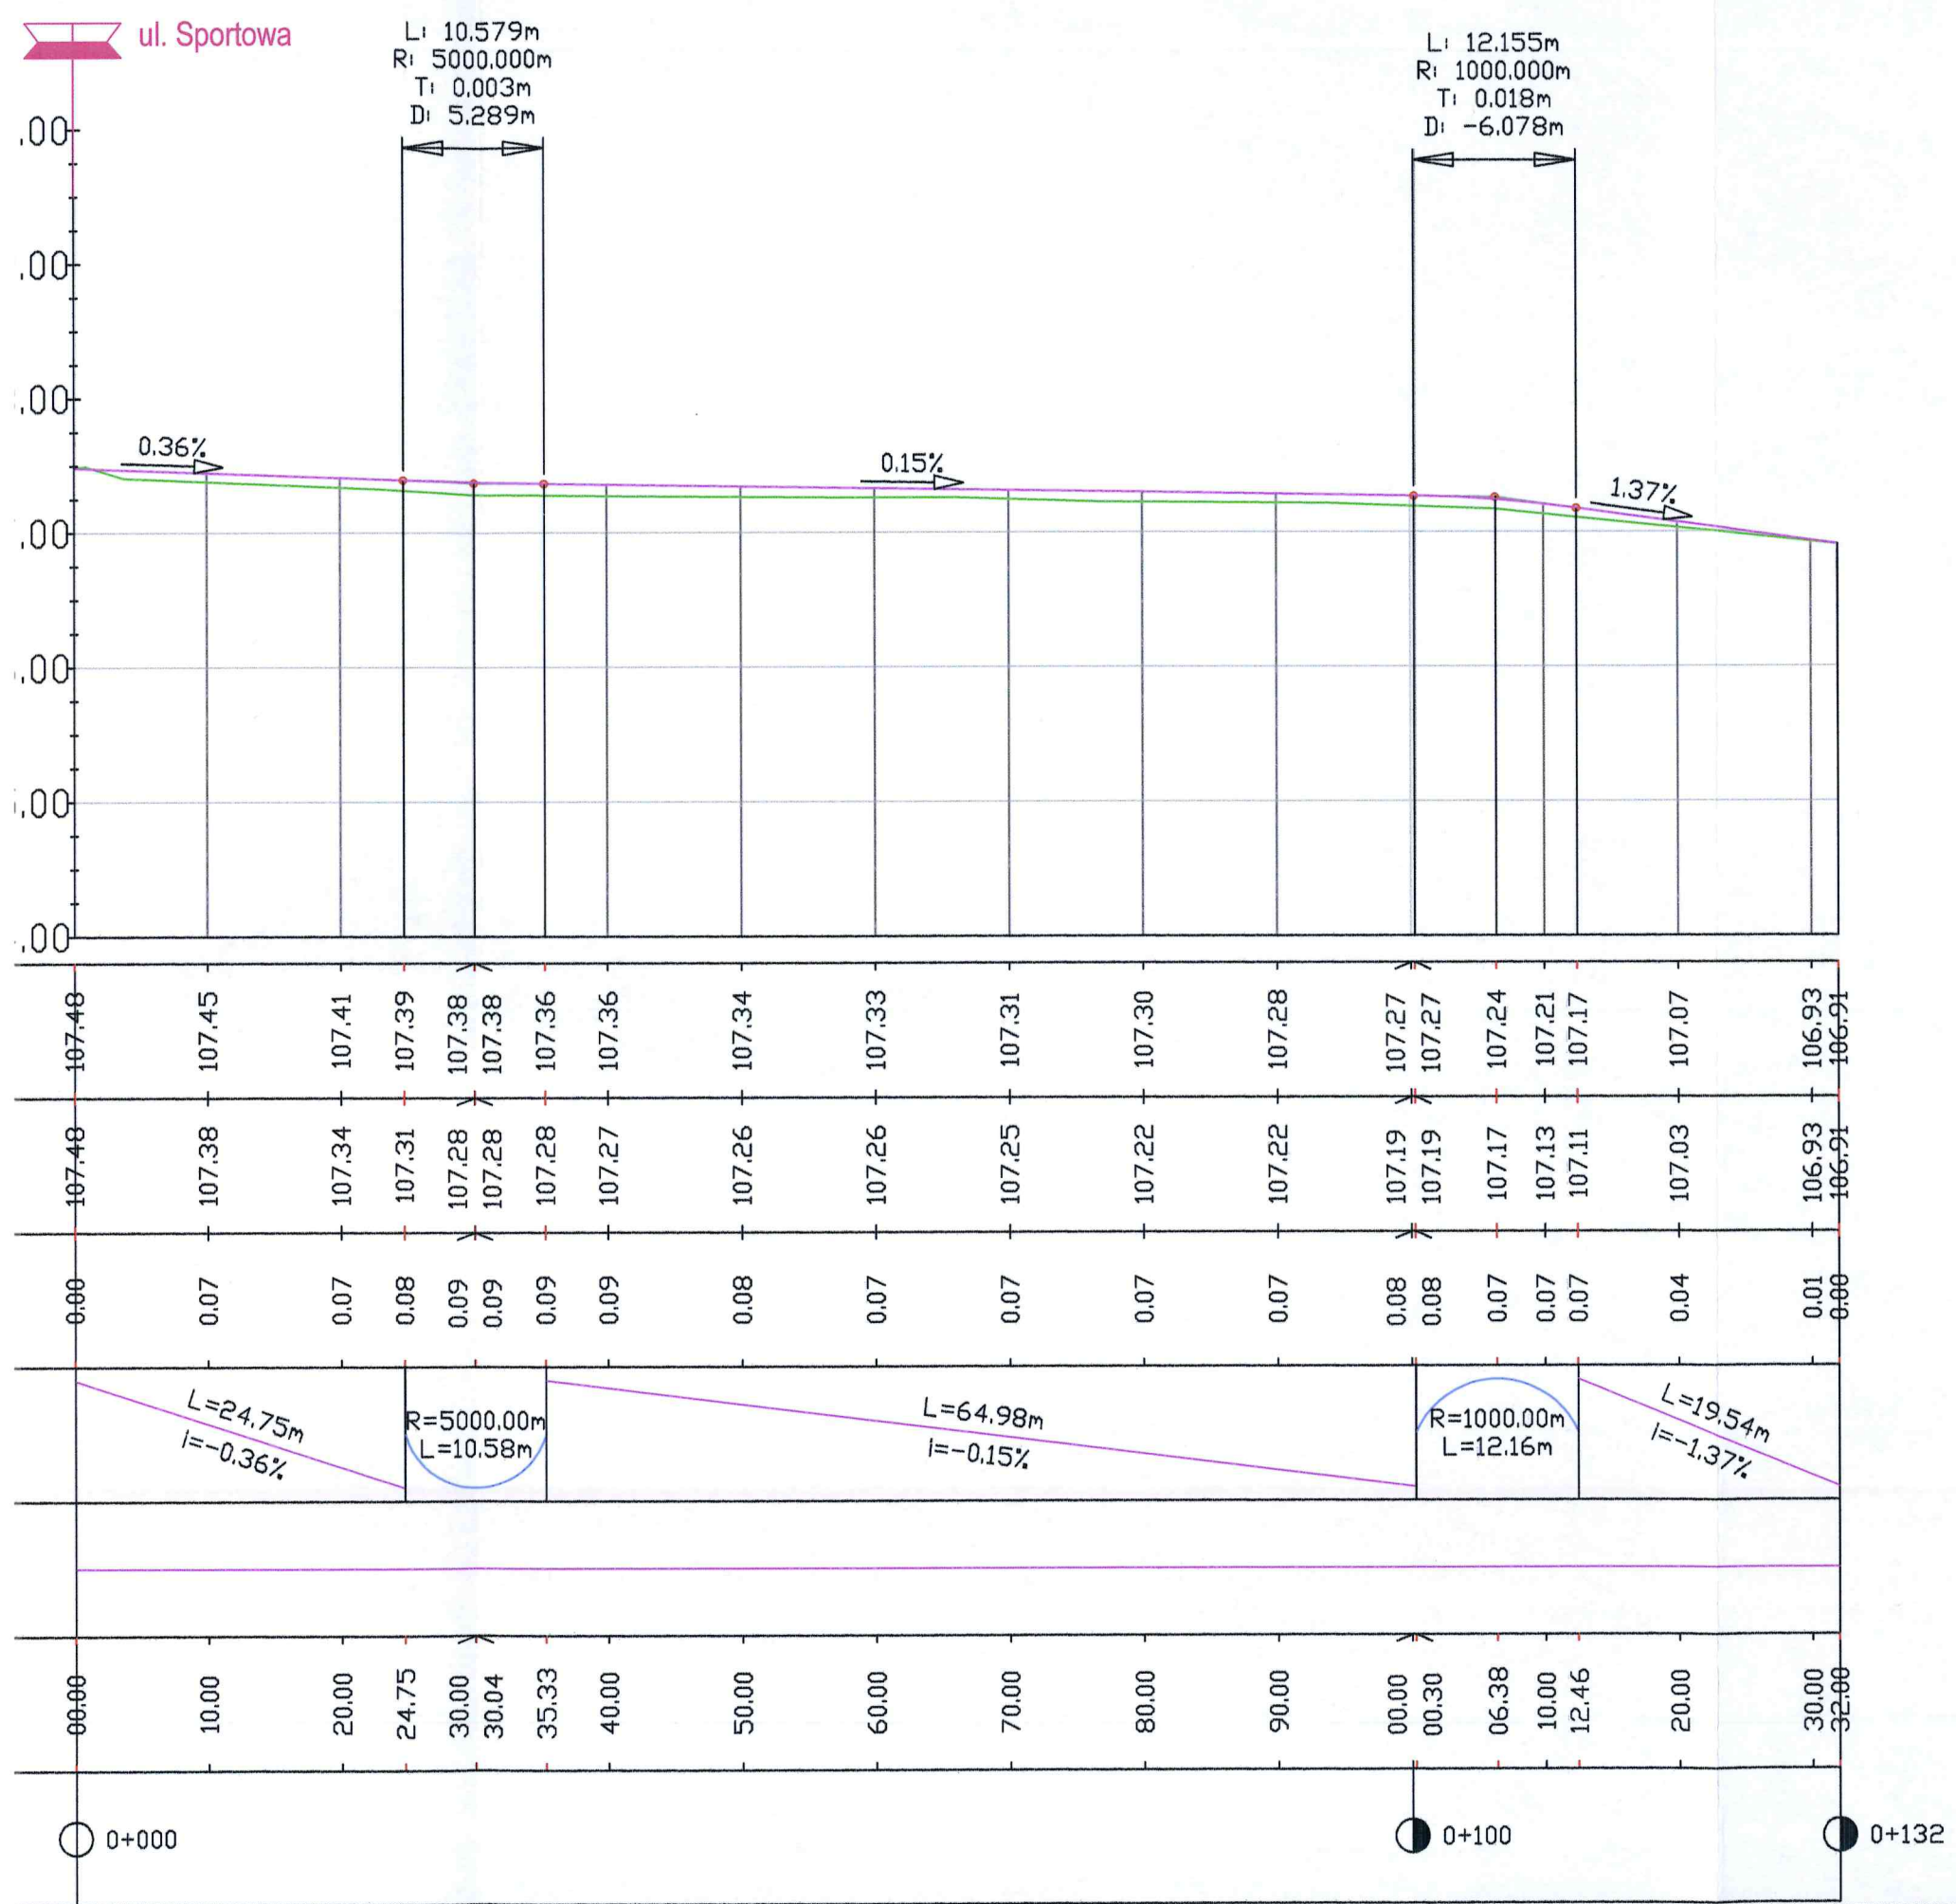 ul. Sportowa
L: 10.579m
R: 5000.000m
T: 0.003m
D: 5.289m
L: 12.155m
R: 1000.000m
T: 0.018m
D: -6.078m
.00
.00
.00
.00
.00
.00
.00
0.36%
0.15%
1.37%
107.48 107.45 107.41 107.39 107.38 107.38 107.36 107.36 107.34 107.33 107.31 107.30 107.28 107.27 107.27 107.24 107.21 107.17 107.07 106.93 106.91
107.48 107.38 107.34 107.31 107.28 107.28 107.28 107.27 107.26 107.26 107.25 107.22 107.22 107.19 107.19 107.17 107.13 107.11 107.03 106.93 106.91
0.00 0.07 0.07 0.08 0.09 0.09 0.09 0.09 0.08 0.07 0.07 0.07 0.07 0.08 0.08 0.07 0.07 0.07 0.04 0.01 0.00
L=24.75m
i=-0.36%
R=5000.00m
L=10.58m
L=64.98m
i=-0.15%
R=1000.00m
L=12.16m
L=19.54m
i=-1.37%
00.00 10.00 20.00 24.75 30.00 30.04 35.33 40.00 50.00 60.00 70.00 80.00 90.00 00.00 00.30 06.38 10.00 12.46 20.00 30.00 32.00
0+000
0+100
0+132